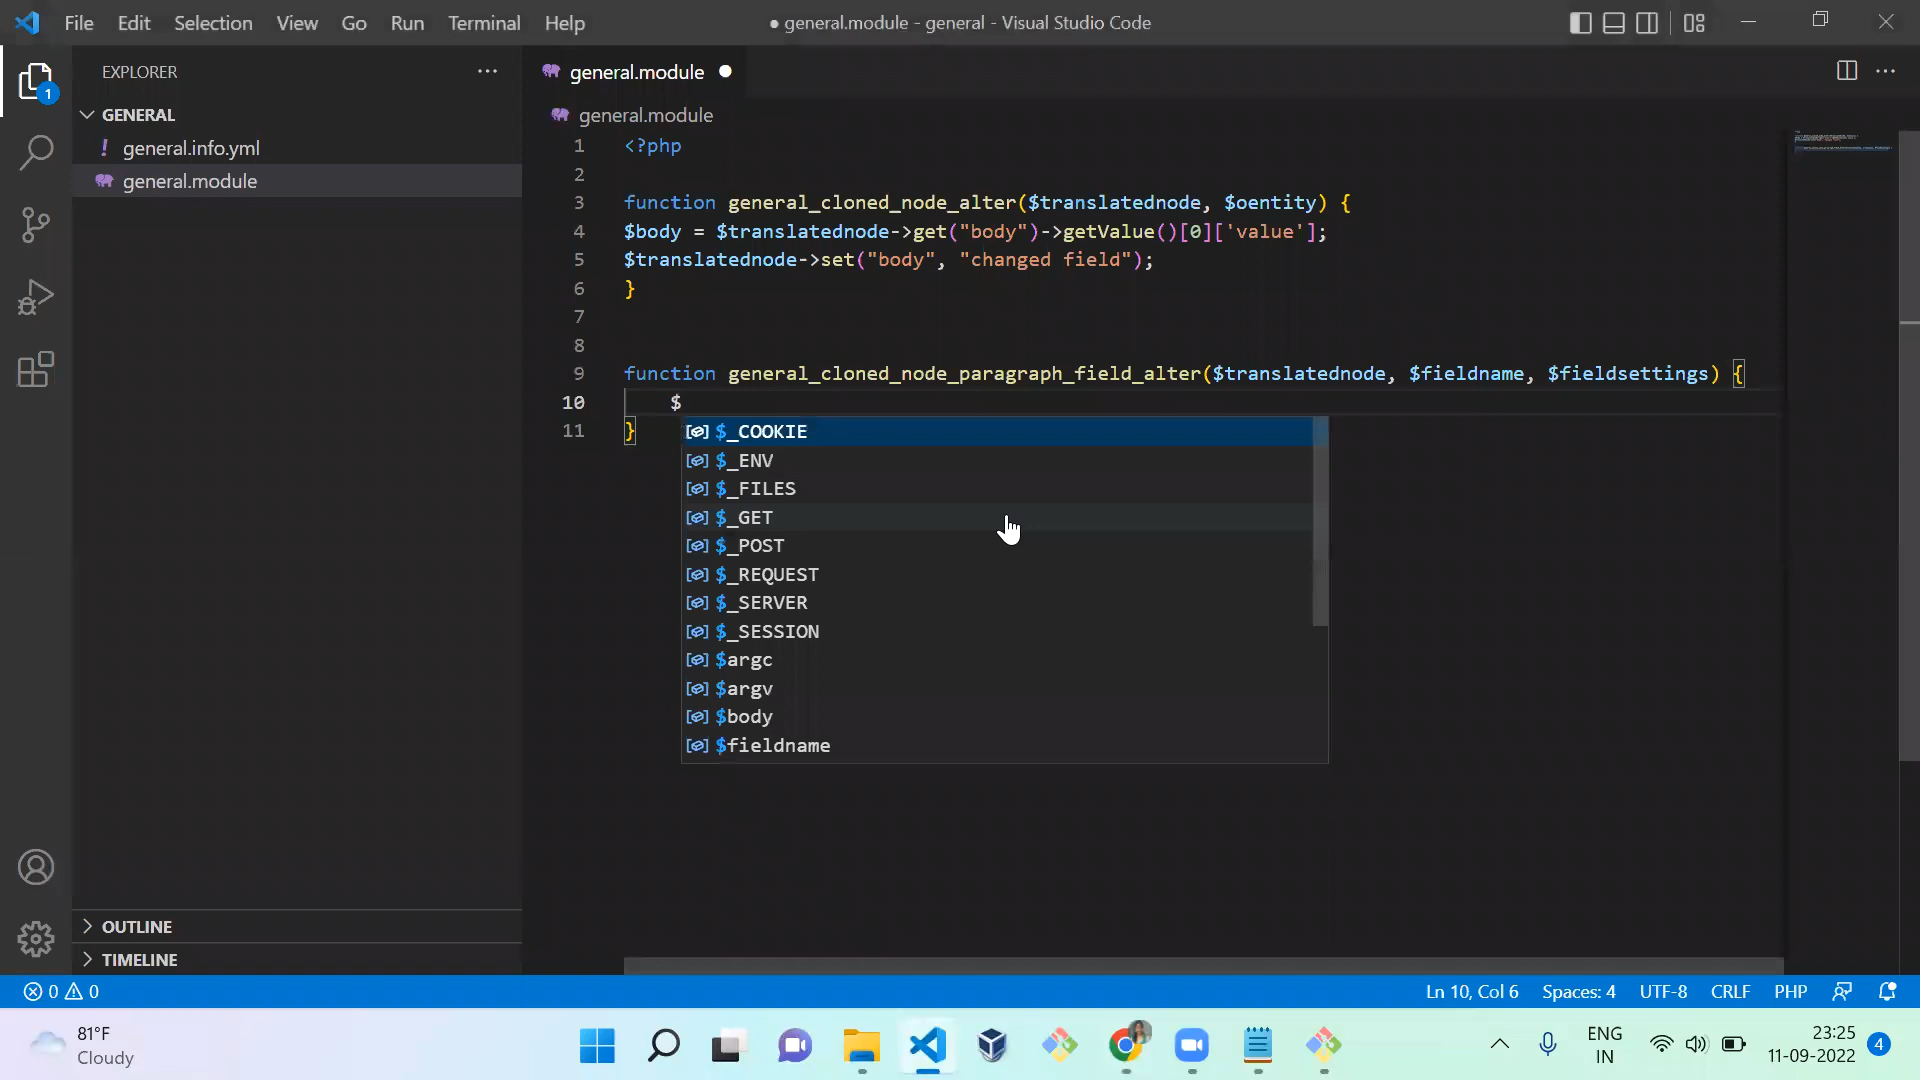 File Edit Selection View Go Run Terminal Help
● general.module - general - Visual Studio Code
EXPLORER
1
GENERAL
! general.info.yml
general.module
general.module
general.module
1 <?php
2
3 function general_cloned_node_alter($translatednode, $oentity) {
4 $body = $translatednode->get("body")->getValue()[0]['value'];
5 $translatednode->set("body", "changed field");
6 }
7
8
9 function general_cloned_node_paragraph_field_alter($translatednode, $fieldname, $fieldsettings) {
10 $
11 }
$_COOKIE
$_ENV
$_FILES
$_GET
$_POST
$_REQUEST
$_SERVER
$_SESSION
$argc
$argv
$body
$fieldname
OUTLINE
TIMELINE
0 0
Ln 10, Col 6 Spaces: 4 UTF-8 CRLF PHP
81°F
Cloudy
ENG
IN
23:25
11-09-2022
4